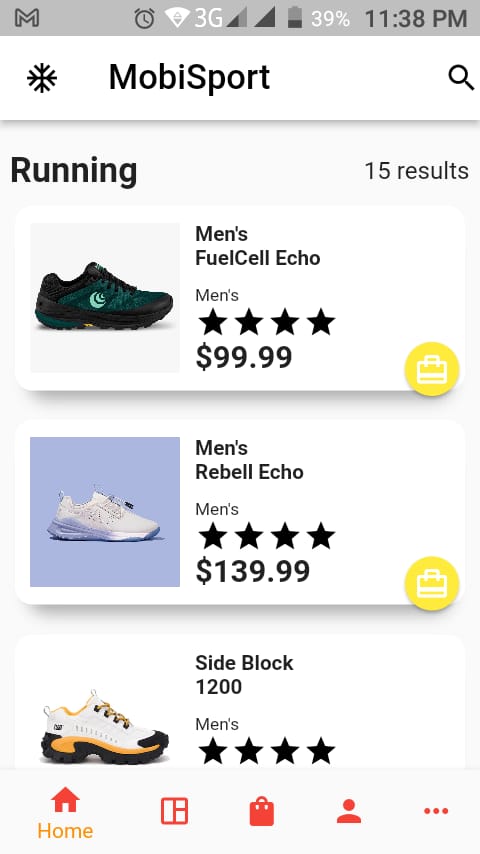 3G 39% 11:38 PM
MobiSport
Running 15 results
Men's
FuelCell Echo
Men's
$99.99
Men's
Rebell Echo
Men's
$139.99
Side Block
1200
Men's
Home